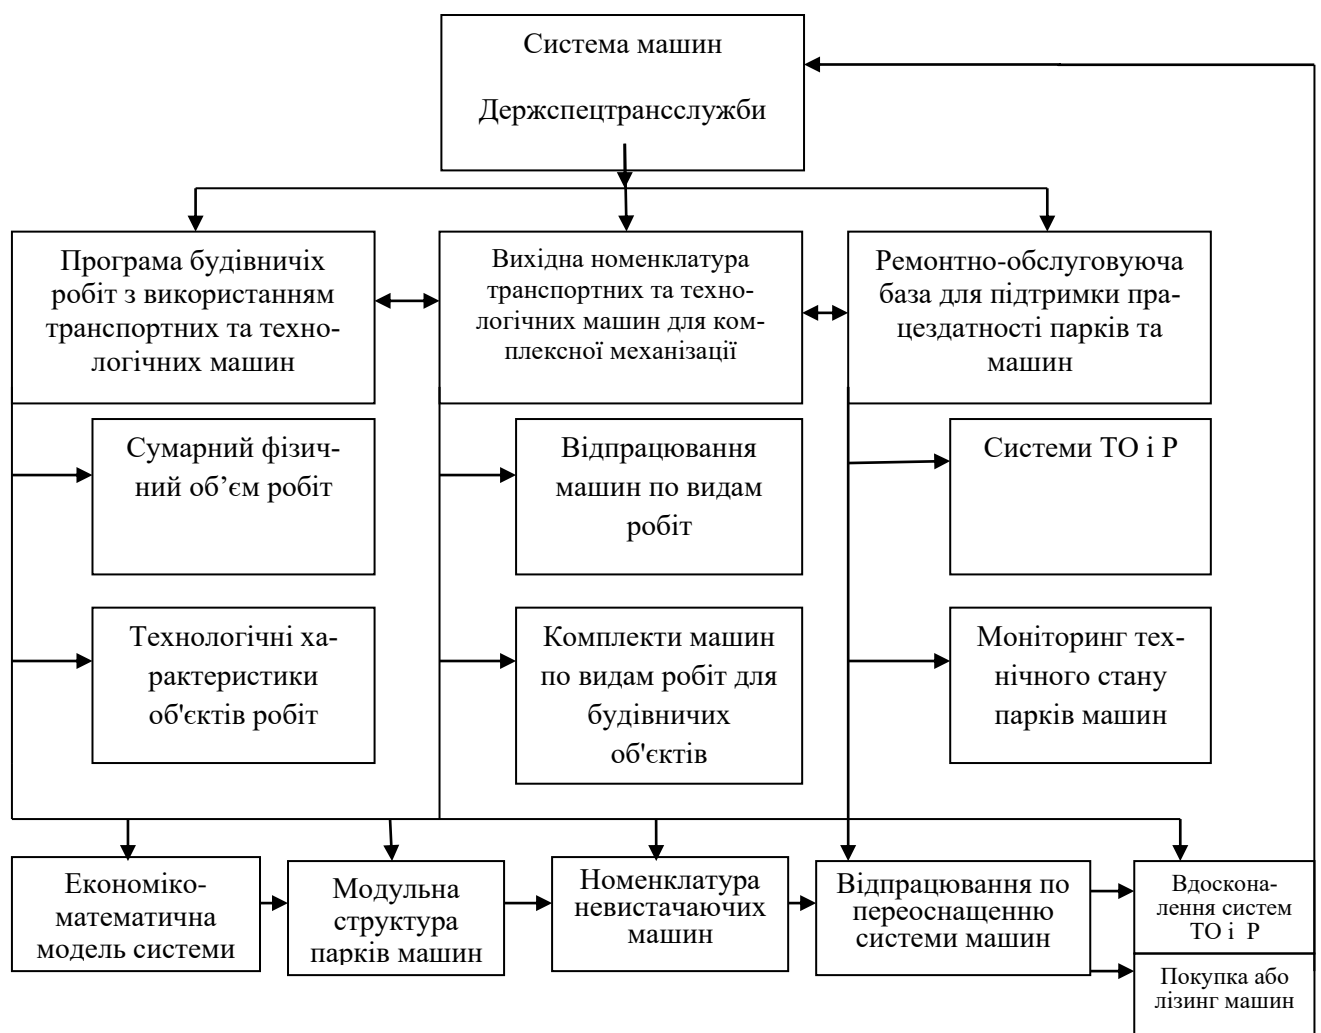 Система машин
Держспецтрансслужби
Програма будівничіх
робіт з використанням
транспортних та техно-
логічних машин
Вихідна номенклатура
транспортних та техно-
логічних машин для ком-
плексної механізації
Ремонтно-обслуговуюча
база для підтримки пра-
цездатності парків та
машин
Сумарний фізич-
ний об’єм робіт
Відпрацювання
машин по видам
робіт
Системи ТО і Р
Технологічні ха-
рактеристики
об'єктів робіт
Комплекти машин
по видам робіт для
будівничих
об'єктів
Моніторинг тех-
нічного стану
парків машин
Економіко-
математична
модель системи
Модульна
структура
парків машин
Номенклатура
невистачаючих
машин
Відпрацювання по
переоснащенню
системи машин
Вдоскона-
лення систем
ТО і Р
Покупка або
лізинг машин